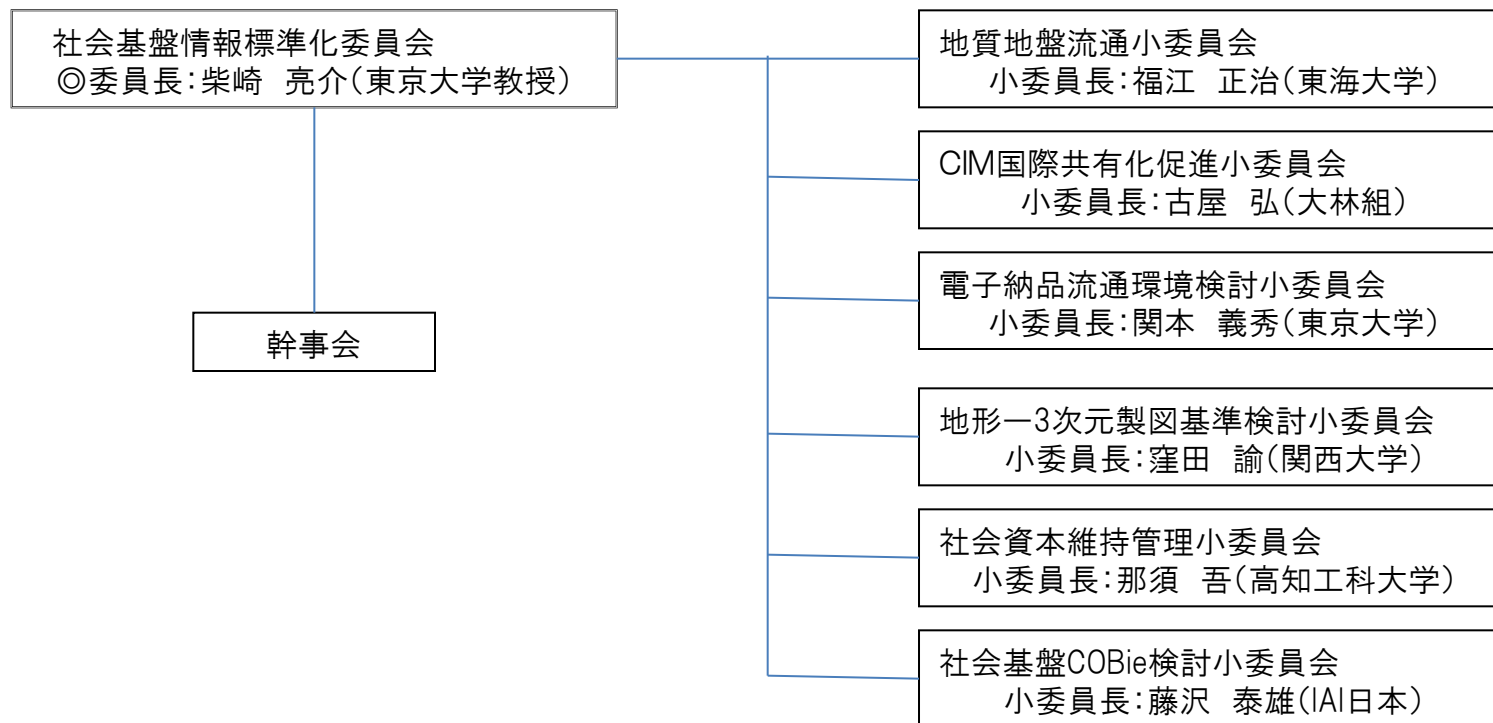 社会基盤情報標準化委員会
◎委員長：柴崎　亮介（東京大学教授）
幹事会
地質地盤流通小委員会
小委員長：福江　正治（東海大学）
CIM国際共有化促進小委員会
小委員長：古屋　弘（大林組）
電子納品流通環境検討小委員会
小委員長：関本　義秀（東京大学）
地形ー3次元製図基準検討小委員会
小委員長：窪田　諭（関西大学）
社会資本維持管理小委員会
小委員長：那須　吾（高知工科大学）
社会基盤COBie検討小委員会
小委員長：藤沢　泰雄（IAI日本）